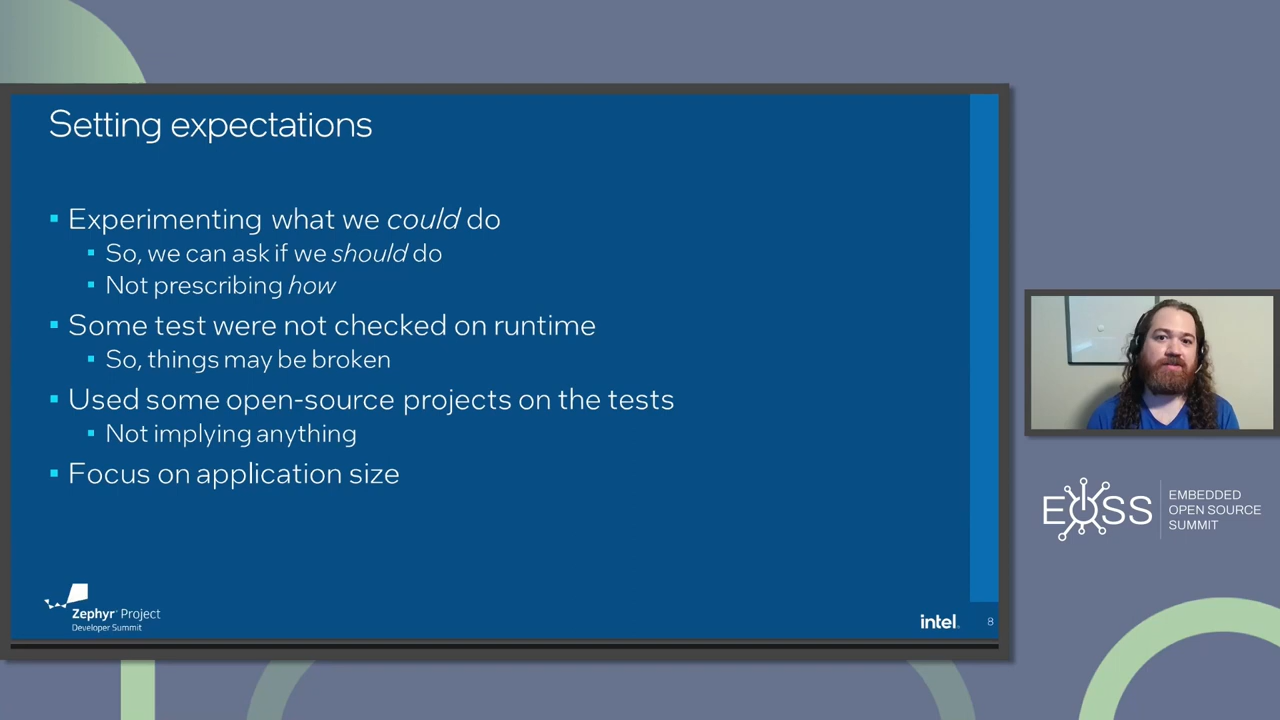 Setting expectations
Experimenting what we could do
So, we can ask if we should do
Not prescribing how
Some test were not checked on runtime
So, things may be broken
Used some open-source projects on the tests
Not implying anything
Focus on application size
Zephyr Project
Developer Summit
intel
8
EOSS
EMBEDDED
OPEN SOURCE
SUMMIT